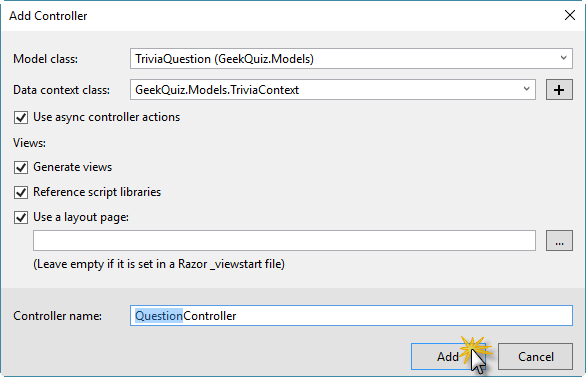 Add Controller
Model class: TriviaQuestion (GeekQuiz.Models)
Data context class: GeekQuiz.Models.TriviaContext +
Use async controller actions
Views:
Generate views
Reference script libraries
Use a layout page:
...
(Leave empty if it is set in a Razor _viewstart file)
Controller name: QuestionController
Add Cancel